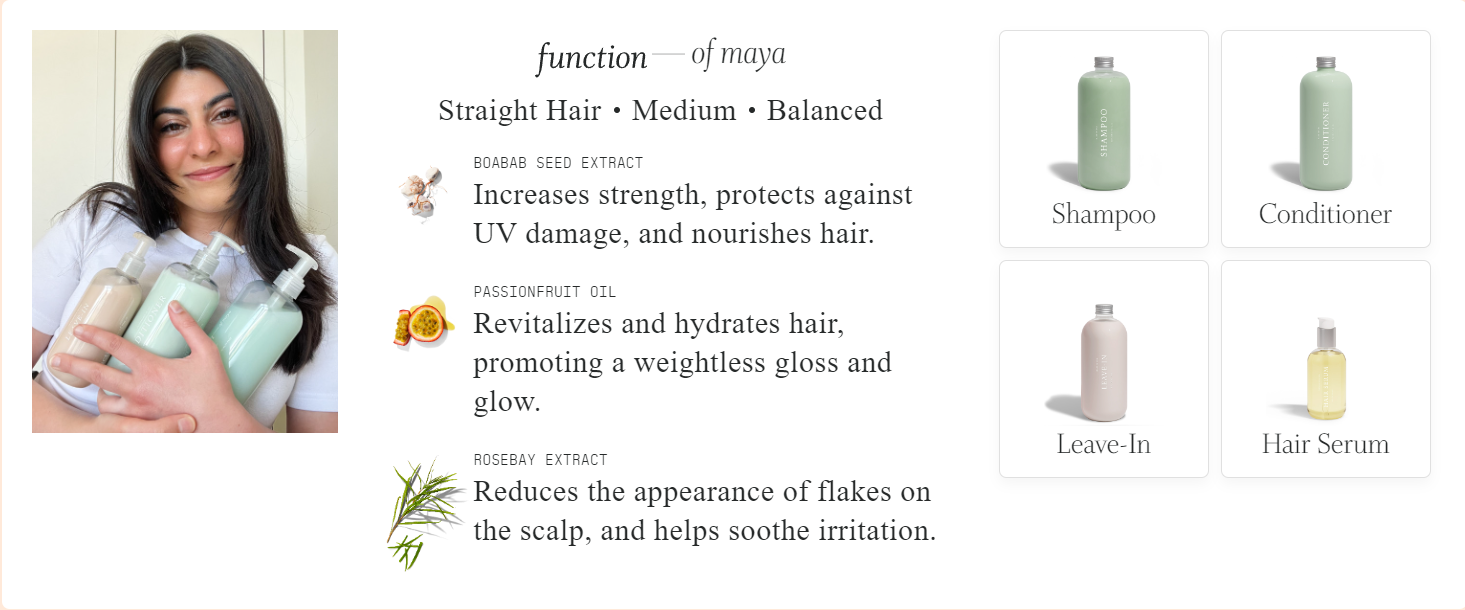 function — of maya
Straight Hair • Medium • Balanced
BOABAB SEED EXTRACT
Increases strength, protects against
UV damage, and nourishes hair.
PASSIONFRUIT OIL
Revitalizes and hydrates hair,
promoting a weightless gloss and
glow.
ROSEBAY EXTRACT
Reduces the appearance of flakes on
the scalp, and helps soothe irritation.
SHAMPOO
Shampoo
CONDITIONER
Conditioner
LEAVE-IN
Leave-In
HAIR SERUM
Hair Serum